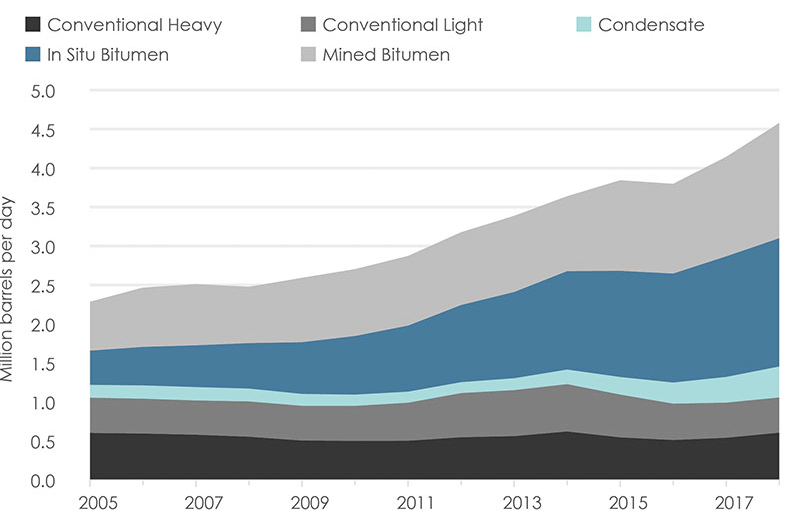 Conventional Heavy Conventional Light Condensate
In Situ Bitumen Mined Bitumen
Million barrels per day
5.0
4.5
4.0
3.5
3.0
2.5
2.0
1.5
1.0
0.5
0.0
2005 2007 2009 2011 2013 2015 2017